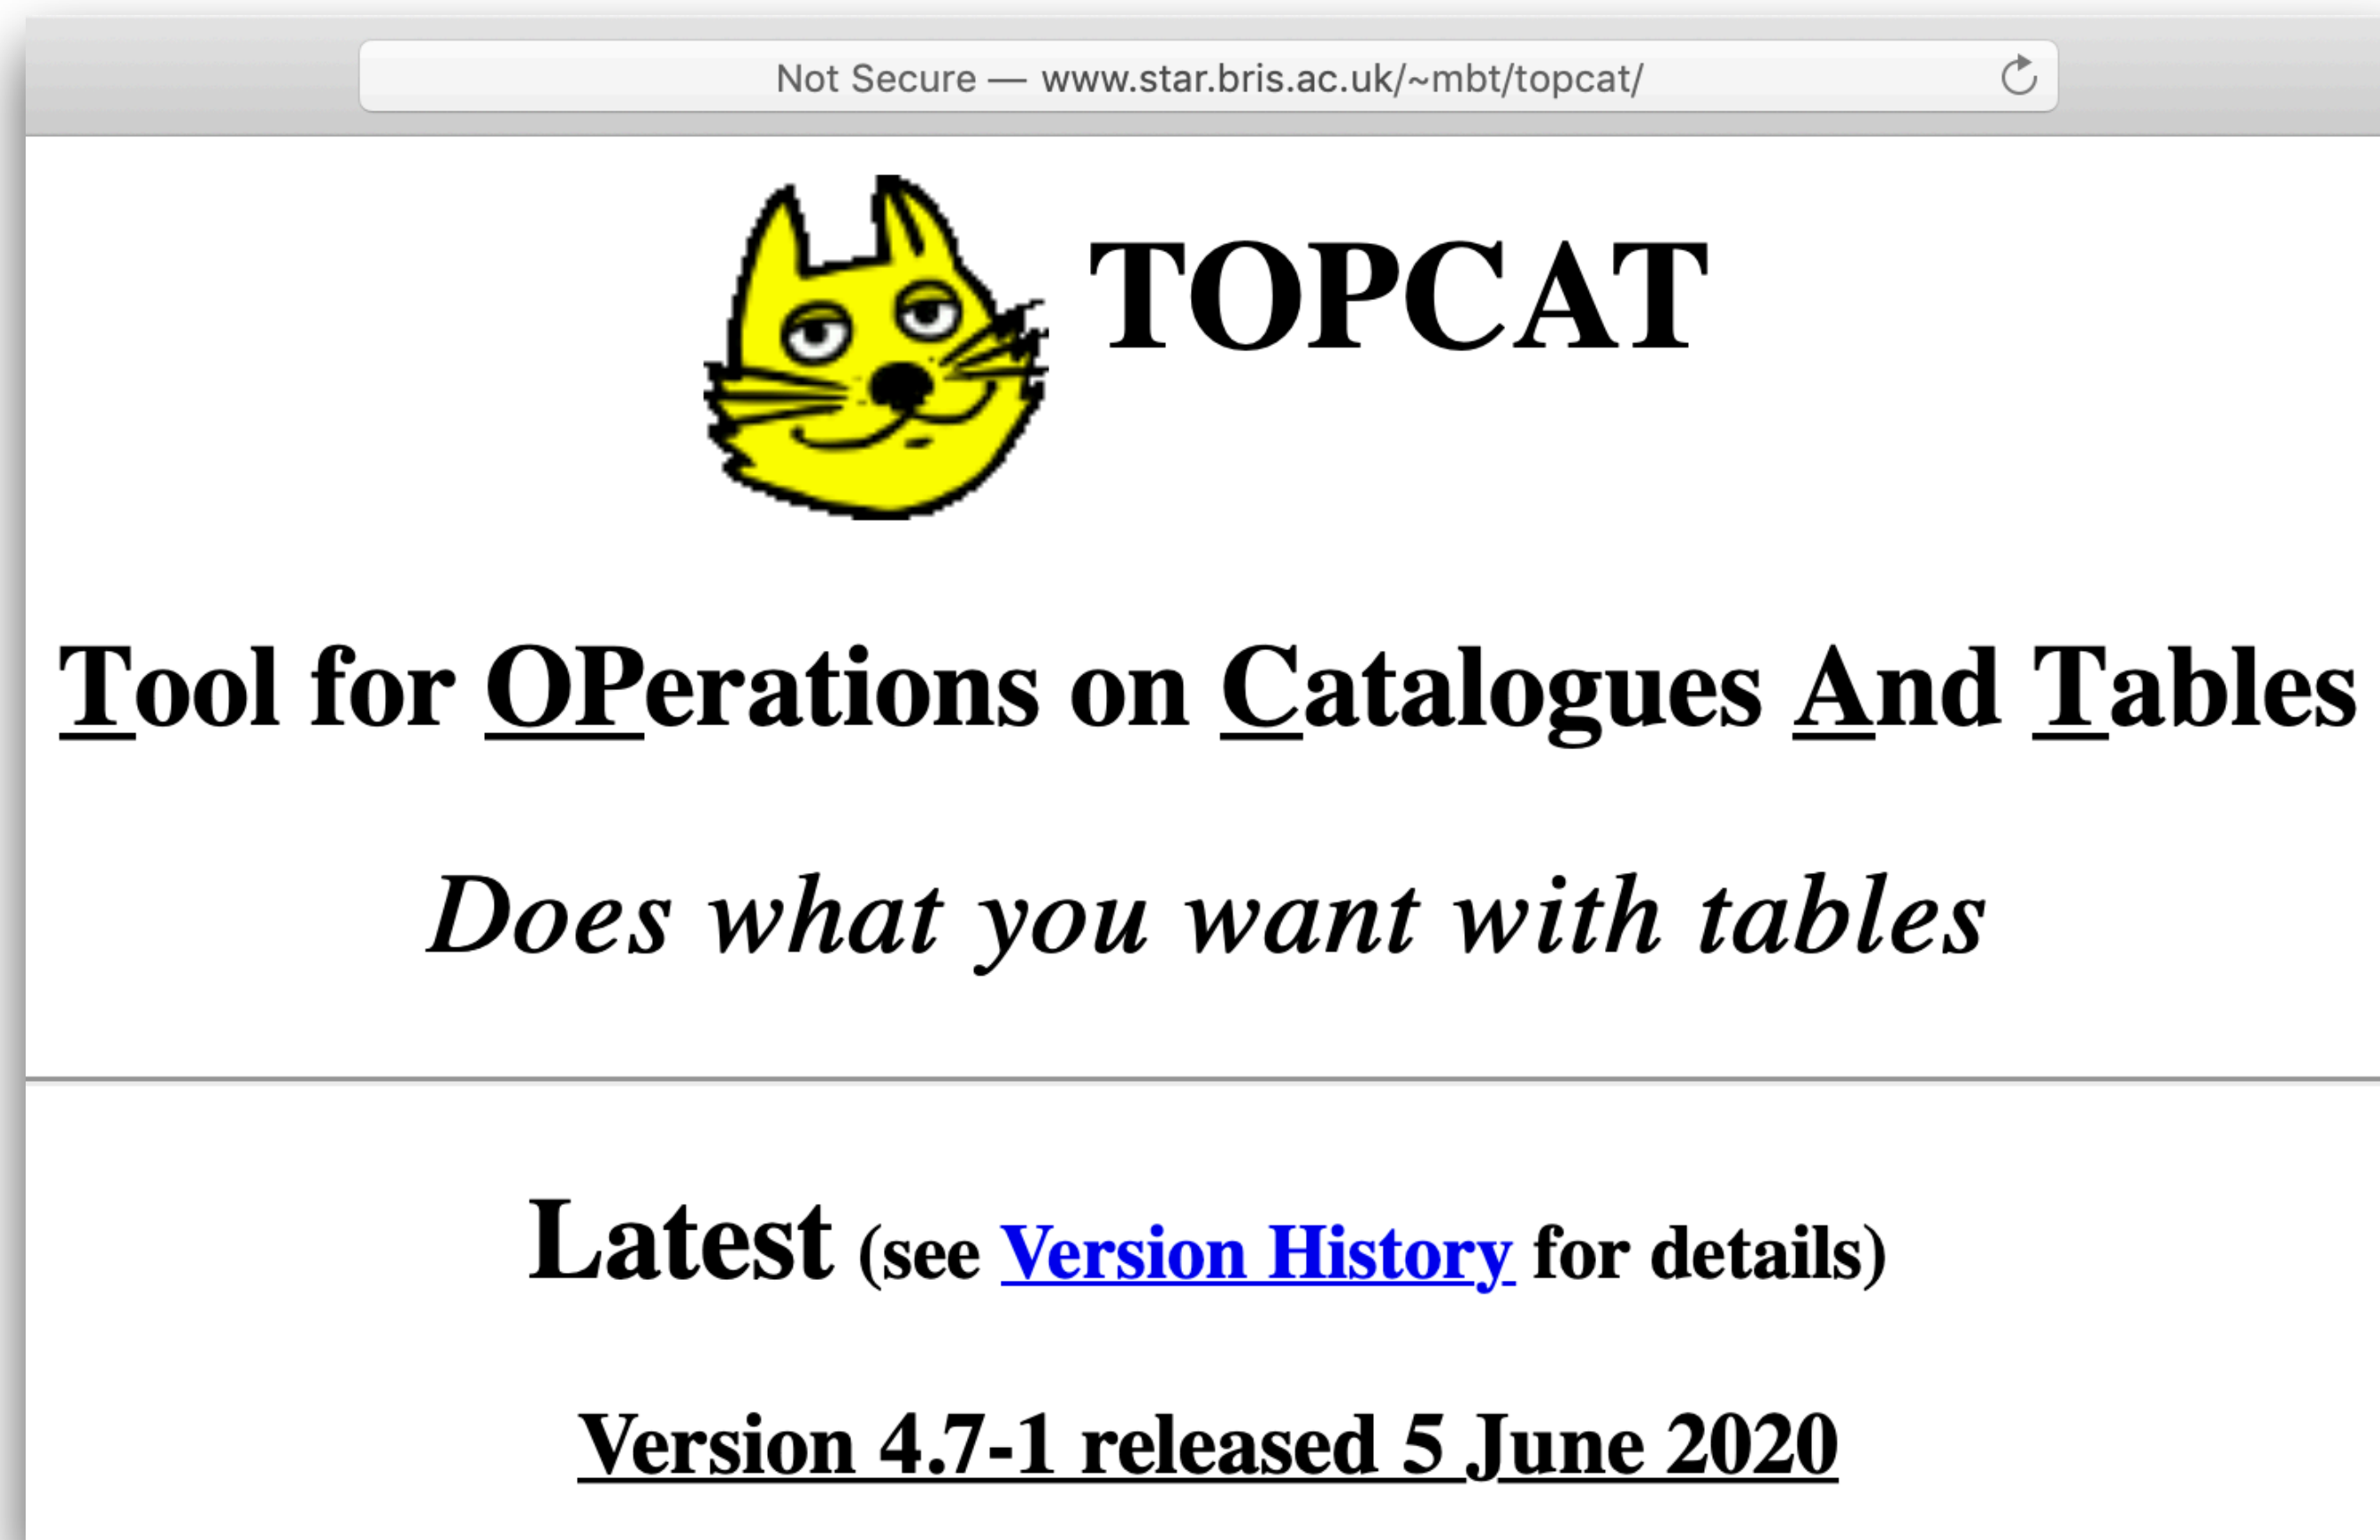 Not Secure — www.star.bris.ac.uk/~mbt/topcat/
TOPCAT
Tool for OPerations on Catalogues And Tables
Does what you want with tables
Latest (see Version History for details)
Version 4.7-1 released 5 June 2020